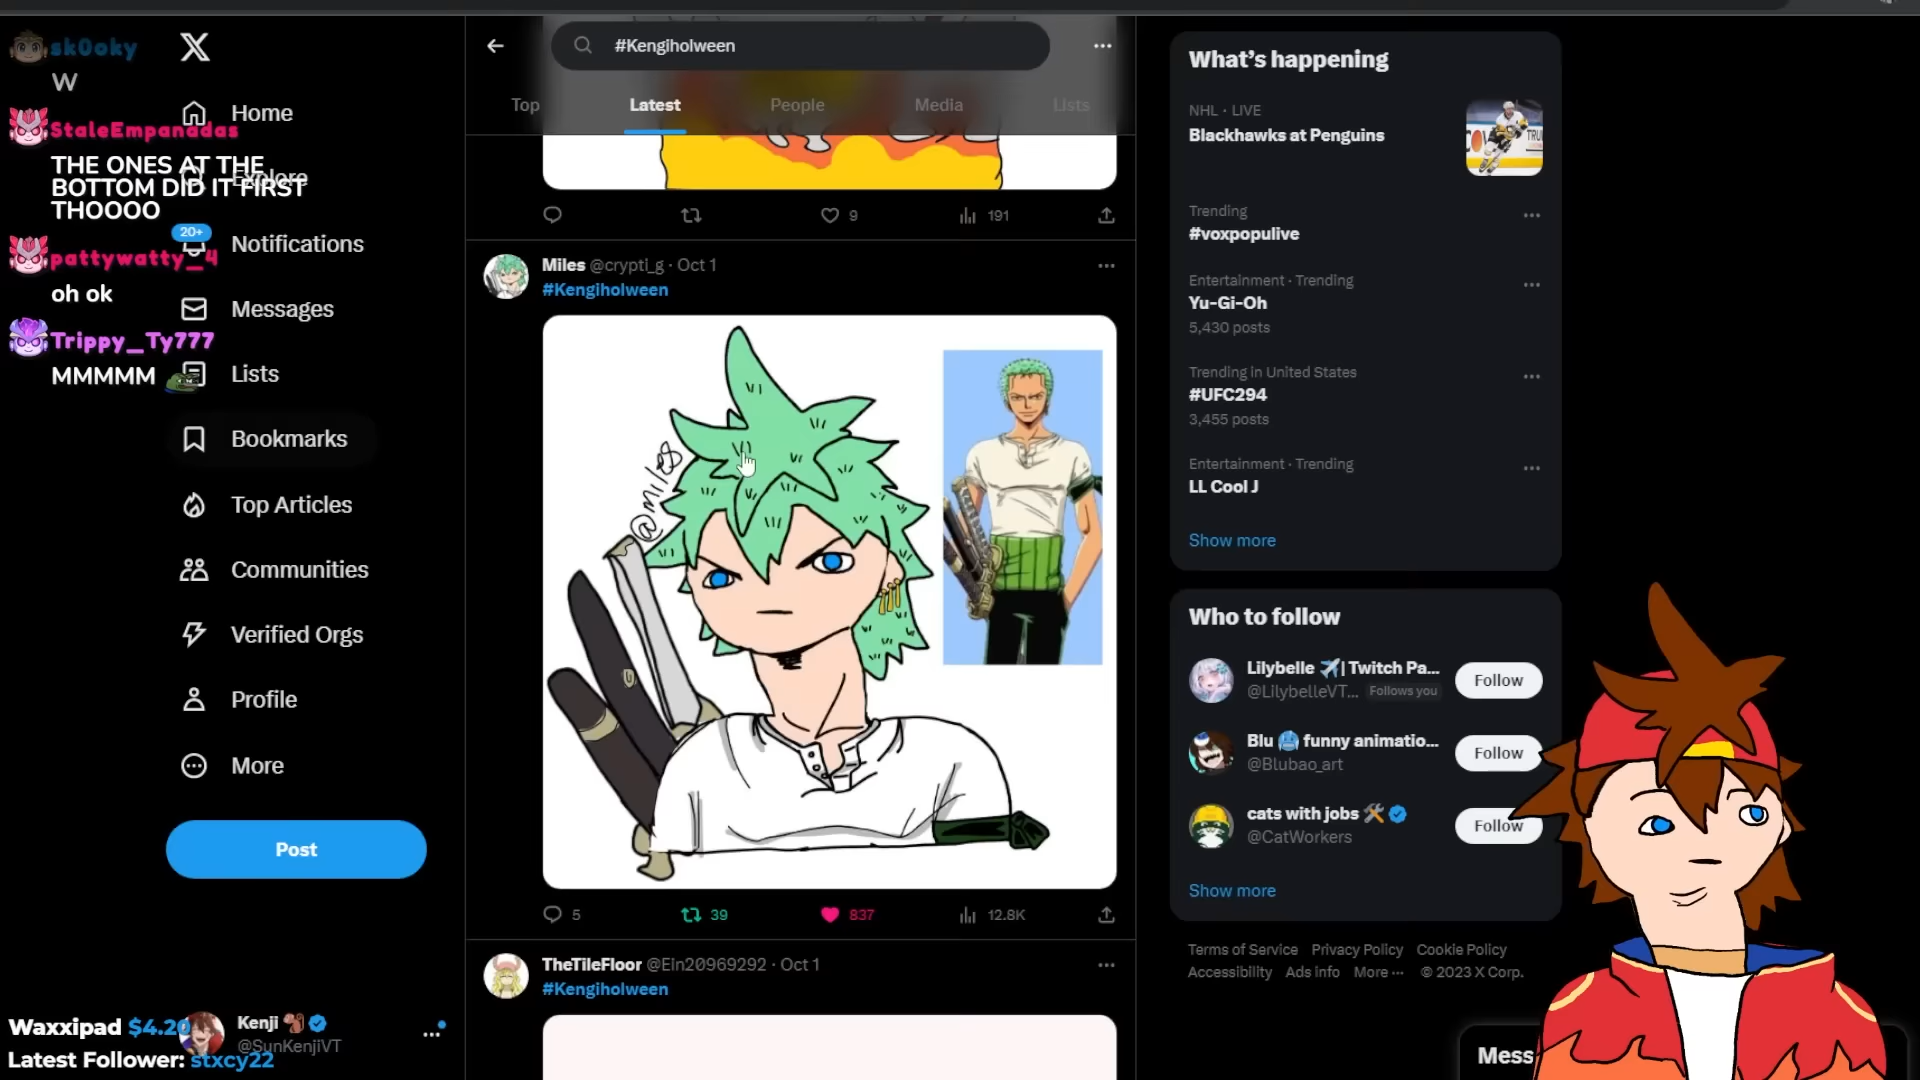 sk0oky
W
StaleEmpanadas
THE ONES AT THE
BOTTOM DID IT FIRST
THOOOO
pattywatty_4
oh ok
Trippy_Ty777
MMMMM
X
Home
Explore
20+
Notifications
Messages
Lists
Bookmarks
Top Articles
Communities
Verified Orgs
Profile
More
Post
Kenji
@SunKenjiVT
Waxxipad $4.20
Latest Follower: stxcy22
#Kengiholween
Top
Latest
People
Media
Lists
9
191
Miles @crypti_g · Oct 1
#Kengiholween
@miles
5
39
837
12.8K
TheTileFloor @Ein20969292 · Oct 1
#Kengiholween
What's happening
NHL · LIVE
Blackhawks at Penguins
Trending
#voxpopulive
Entertainment · Trending
Yu-Gi-Oh
5,430 posts
Trending in United States
#UFC294
3,455 posts
Entertainment · Trending
LL Cool J
Show more
Who to follow
Lilybelle ✈️| Twitch Pa...
@LilybelleVT... Follows you
Follow
Blu 🥶 funny animatio...
@Blubao_art
Follow
cats with jobs 🛠️
@CatWorkers
Follow
Show more
Terms of Service Privacy Policy Cookie Policy
Accessibility Ads info More ··· © 2023 X Corp.
Mess